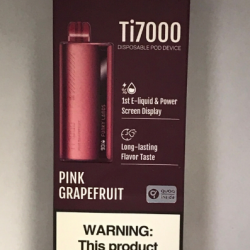 Ti7000
DISPOSABLE POD DEVICE
1st E-liquid & Power
Screen Display
Long-lasting
Flavor Taste
PINK
GRAPEFRUIT
WARNING:
This product